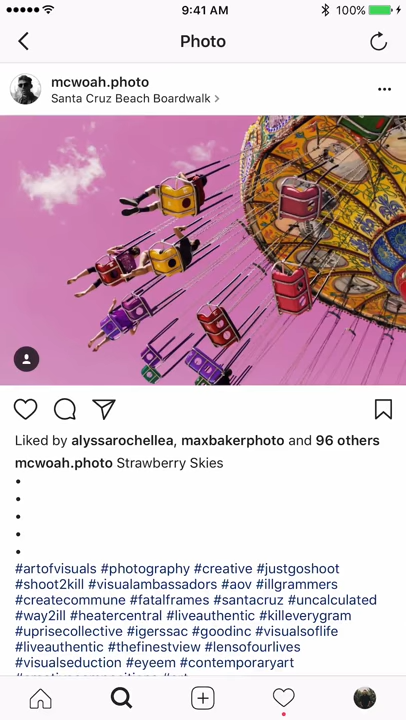 9:41 AM 100%
Photo
mcwoah.photo
Santa Cruz Beach Boardwalk >
Liked by alyssarochellea, maxbakerphoto and 96 others
mcwoah.photo Strawberry Skies
•
•
•
•
•
#artofvisuals #photography #creative #justgoshoot
#shoot2kill #visualambassadors #aov #illgrammers
#createcommune #fatalframes #santacruz #uncalculated
#way2ill #heatercentral #liveauthentic #killeverygram
#uprisecollective #igerssac #goodinc #visualsoflife
#liveauthentic #thefinestview #lensofourlives
#visualseduction #eyeem #contemporaryart